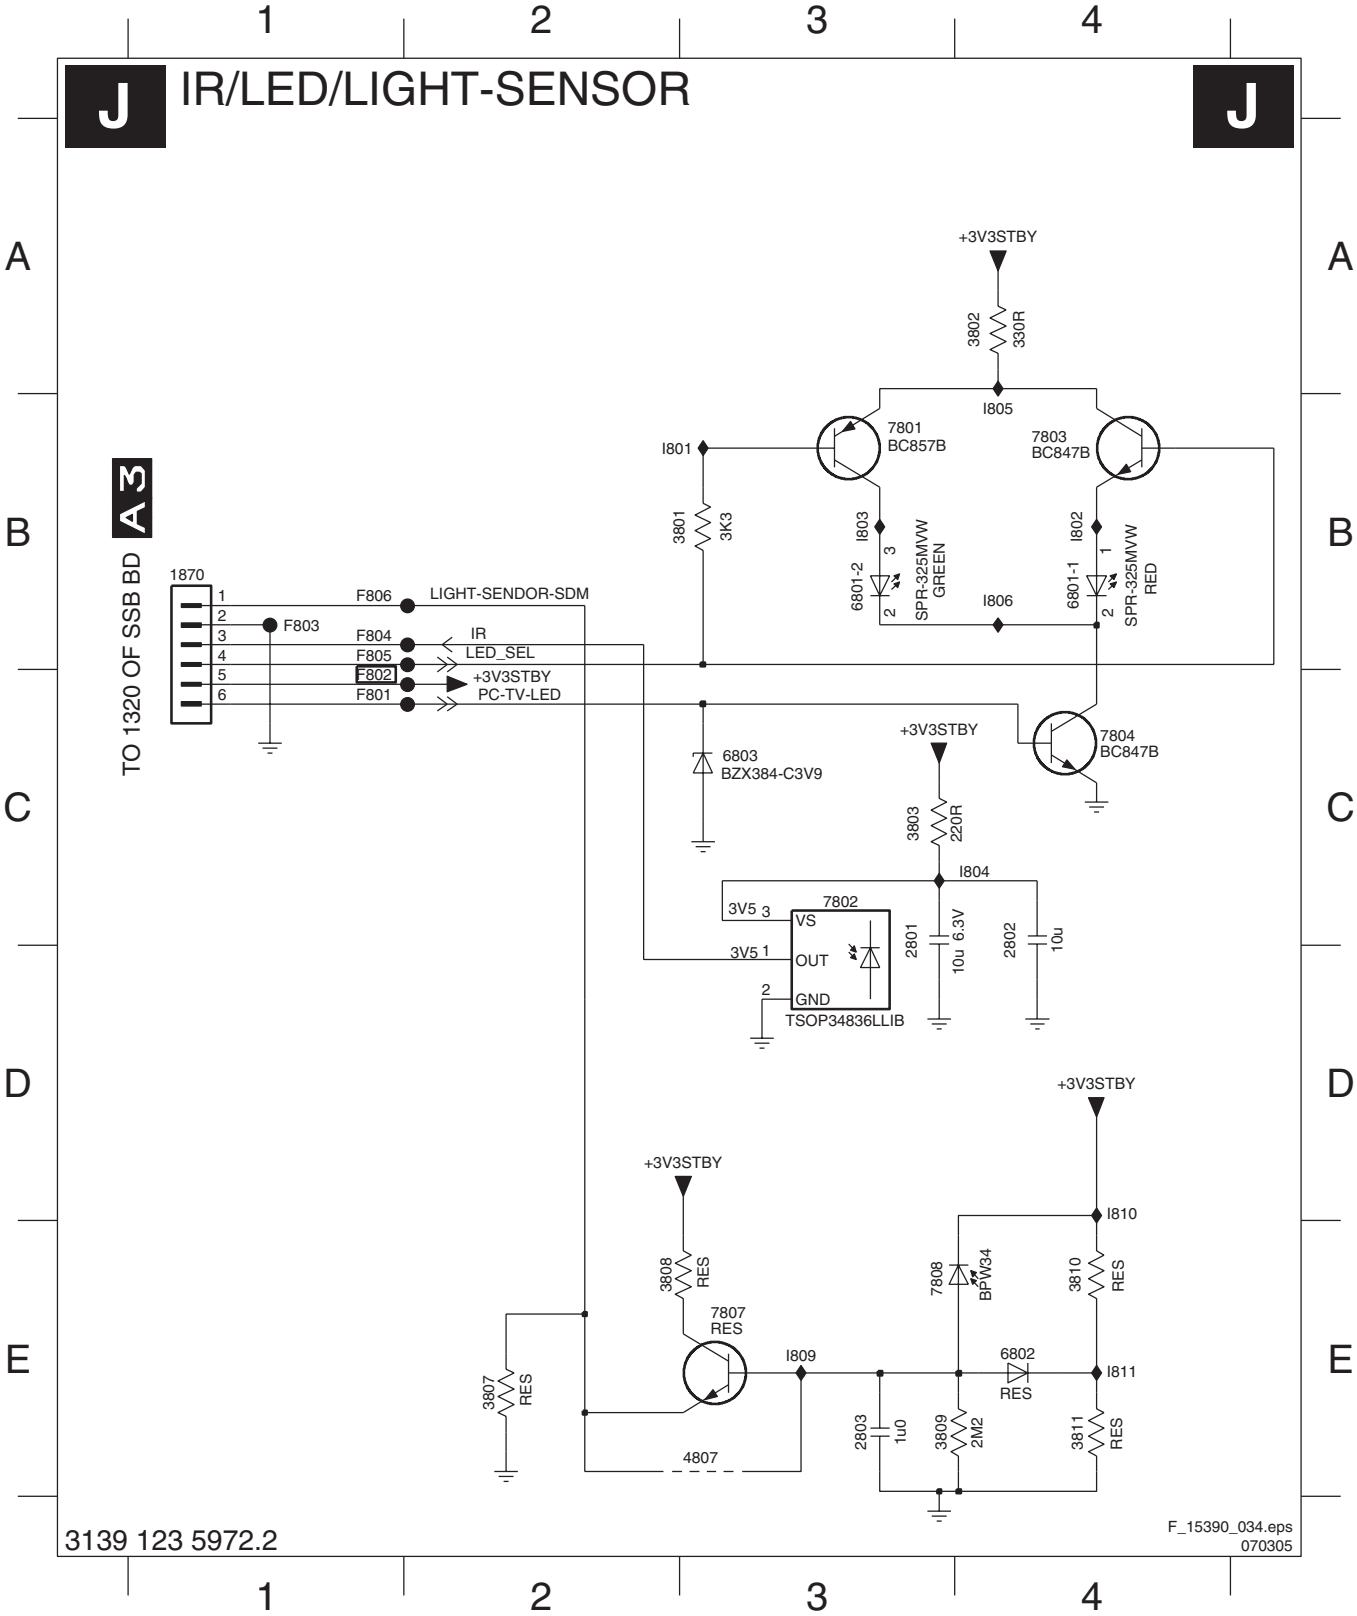 1 2 3 4
J IR/LED/LIGHT-SENSOR J
A A
+3V3STBY
3802
330R
I805
7801
BC857B
7803
BC847B
I801
A3
B B
3801
3K3
I803
3
6801-2
2
SPR-325MVW
GREEN
I802
1
6801-1
2
SPR-325MVW
RED
I806
TO 1320 OF SSB BD
1870
1 F806 LIGHT-SENDOR-SDM
2 F803
3 F804 IR
4 F805 LED_SEL
5 F802 +3V3STBY
6 F801 PC-TV-LED
+3V3STBY
7804
BC847B
6803
BZX384-C3V9
C C
3803
220R
I804
7802
3V5 3 VS
3V5 1 OUT
2 GND
TSOP34836LLIB
2801
10u 6.3V
2802
10u
D D
+3V3STBY
+3V3STBY
I810
3808
RES
7808
BPW34
3810
RES
7807
RES
E E
I809
6802
RES
I811
3807
RES
2803
1u0
3809
2M2
3811
RES
4807
3139 123 5972.2
F_15390_034.eps
070305
1 2 3 4